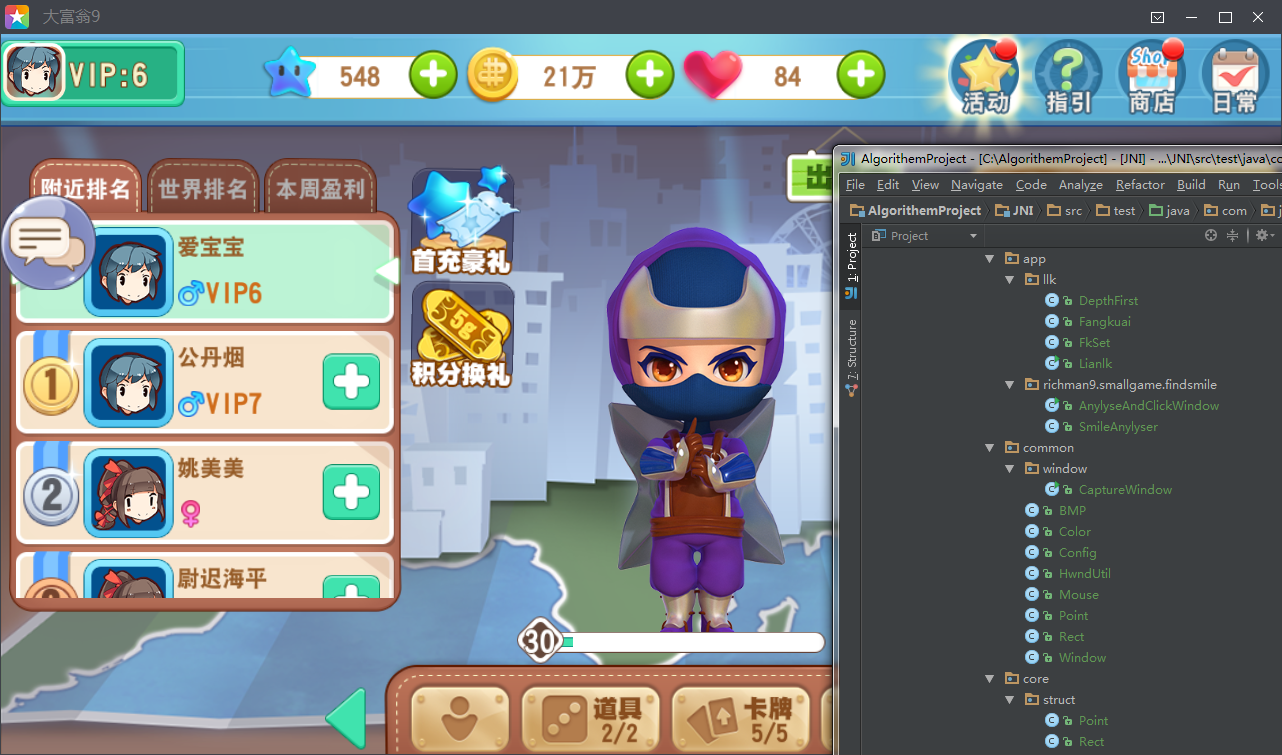 大富翁9
VIP:6
548
21万
84
活动
指引
Shop
商店
日常
附近排名
世界排名
本周盈利
爱宝宝
VIP6
1
公丹烟
VIP7
2
姚美美
尉迟海平
首充豪礼
5g
积分换礼
30
道具
2/2
卡牌
5/5
出
AlgorithemProject - [C:\AlgorithemProject] - [JNI] - ...\JNI\src\test\java\co
File Edit View Navigate Code Analyze Refactor Build Run Tools
AlgorithemProject JNI src test java com j
1: Project
7: Structure
Project
app
llk
DepthFirst
Fangkuai
FkSet
Lianlk
richman9.smallgame.findsmile
AnylyseAndClickWindow
SmileAnylyser
common
window
CaptureWindow
BMP
Color
Config
HwndUtil
Mouse
Point
Rect
Window
core
struct
Point
Rect